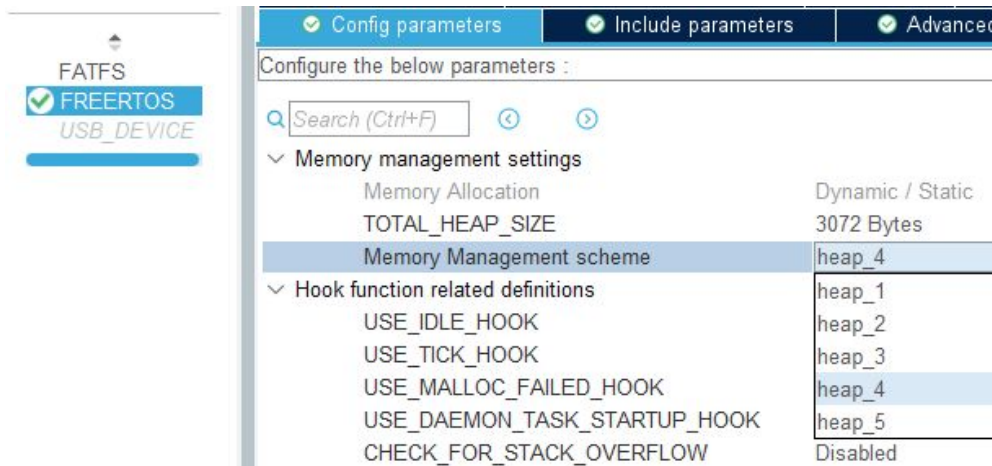 FATFS
FREERTOS
USB_DEVICE
Config parameters
Include parameters
Advanced
Configure the below parameters :
Search (Ctrl+F)
Memory management settings
Memory Allocation Dynamic / Static
TOTAL_HEAP_SIZE 3072 Bytes
Memory Management scheme heap_4
heap_1
heap_2
heap_3
heap_4
heap_5
Hook function related definitions
USE_IDLE_HOOK
USE_TICK_HOOK
USE_MALLOC_FAILED_HOOK
USE_DAEMON_TASK_STARTUP_HOOK
CHECK_FOR_STACK_OVERFLOW Disabled